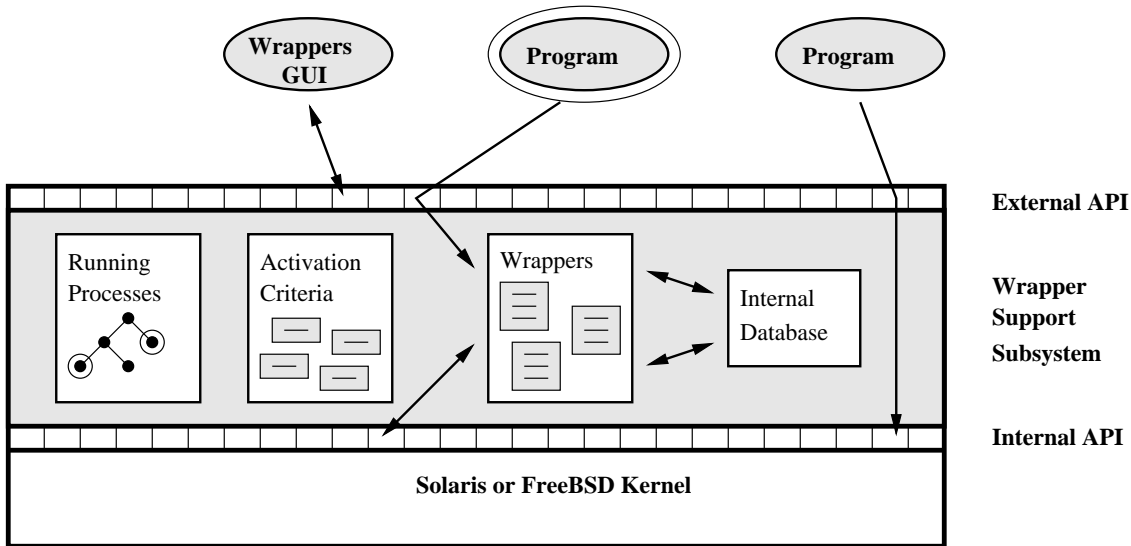 Wrappers
GUI
Program
Program
External API
Running
Processes
Activation
Criteria
Wrappers
Internal
Database
Wrapper
Support
Subsystem
Internal API
Solaris or FreeBSD Kernel